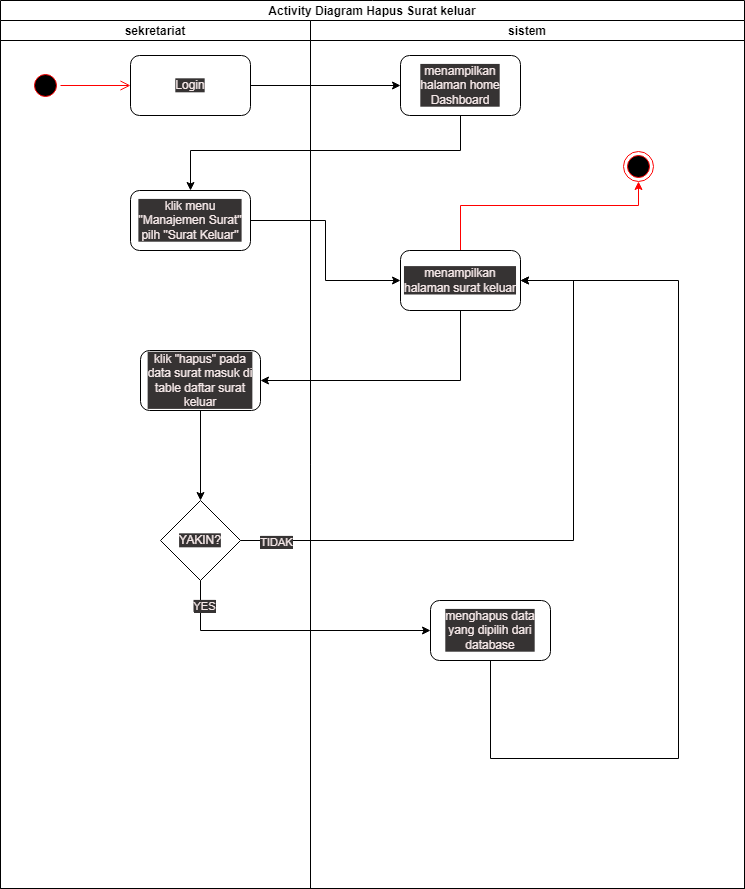 Activity Diagram Hapus Surat keluar
sekretariat
sistem
Login
menampilkan
halaman home
Dashboard
klik menu
"Manajemen Surat"
pilh "Surat Keluar"
menampilkan
halaman surat keluar
klik "hapus" pada
data surat masuk di
table daftar surat
keluar
YAKIN?
TIDAK
YES
menghapus data
yang dipilih dari
database